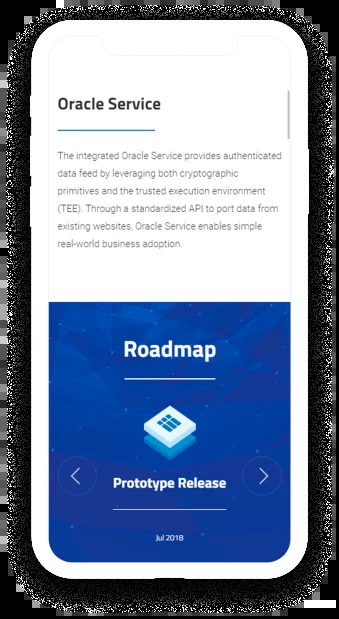 Oracle Service
The integrated Oracle Service provides authenticated
data feed by leveraging both cryptographic
primitives and the trusted execution environment
(TEE). Through a standardized API to port data from
existing websites, Oracle Service enables simple
real-world business adoption.
Roadmap
Prototype Release
Jul 2018